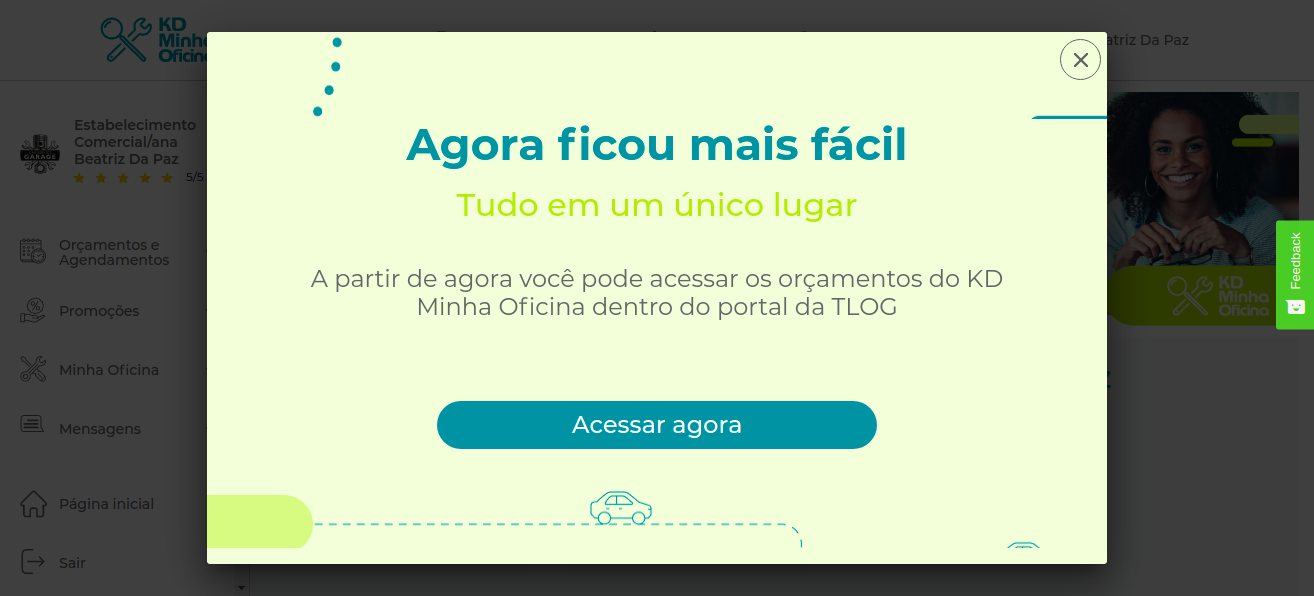 KD
Minha
Oficina
Beatriz Da Paz
Estabelecimento
Comercial/ana
Beatriz Da Paz
5/5
GARAGE
Orçamentos e
Agendamentos
Promoções
Minha Oficina
Mensagens
Página inicial
Sair
Agora ficou mais fácil
Tudo em um único lugar
A partir de agora você pode acessar os orçamentos do KD
Minha Oficina dentro do portal da TLOG
Acessar agora
KD
Minha
Oficina
Feedback